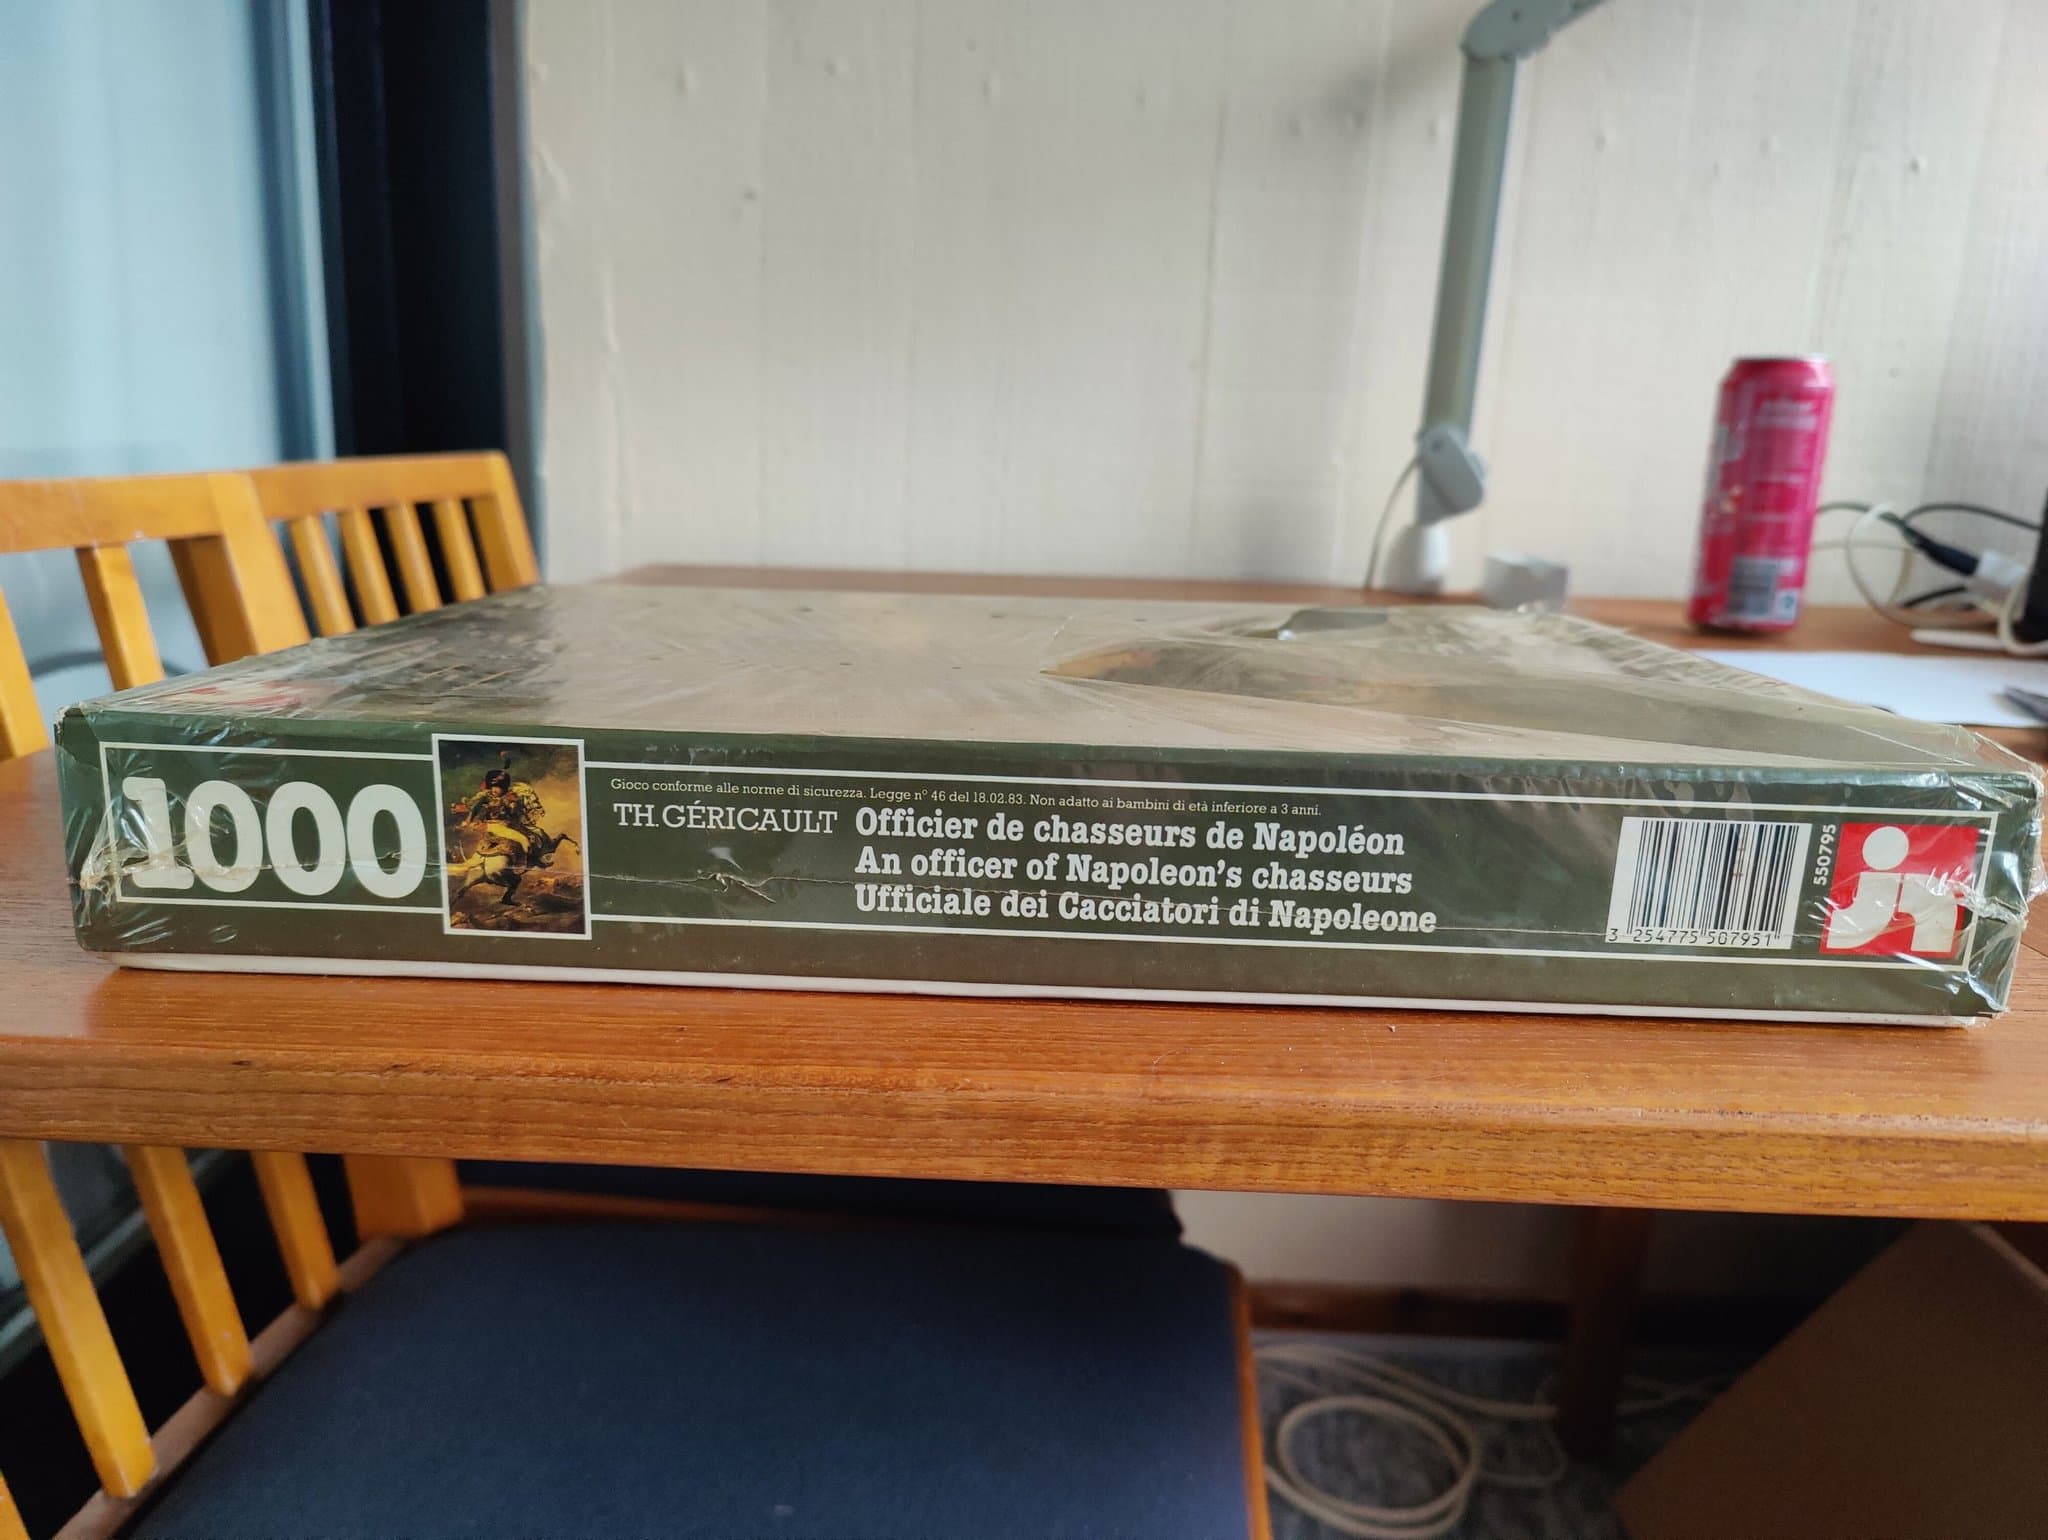 1000
Gioco conforme alle norme di sicurezza. Legge n° 46 del 18.02.83. Non adatto ai bambini di età inferiore a 3 anni.
TH. GÉRICAULT Officier de chasseurs de Napoléon
An officer of Napoleon's chasseurs
Ufficiale dei Cacciatori di Napoleone
3 254775 507951
550795